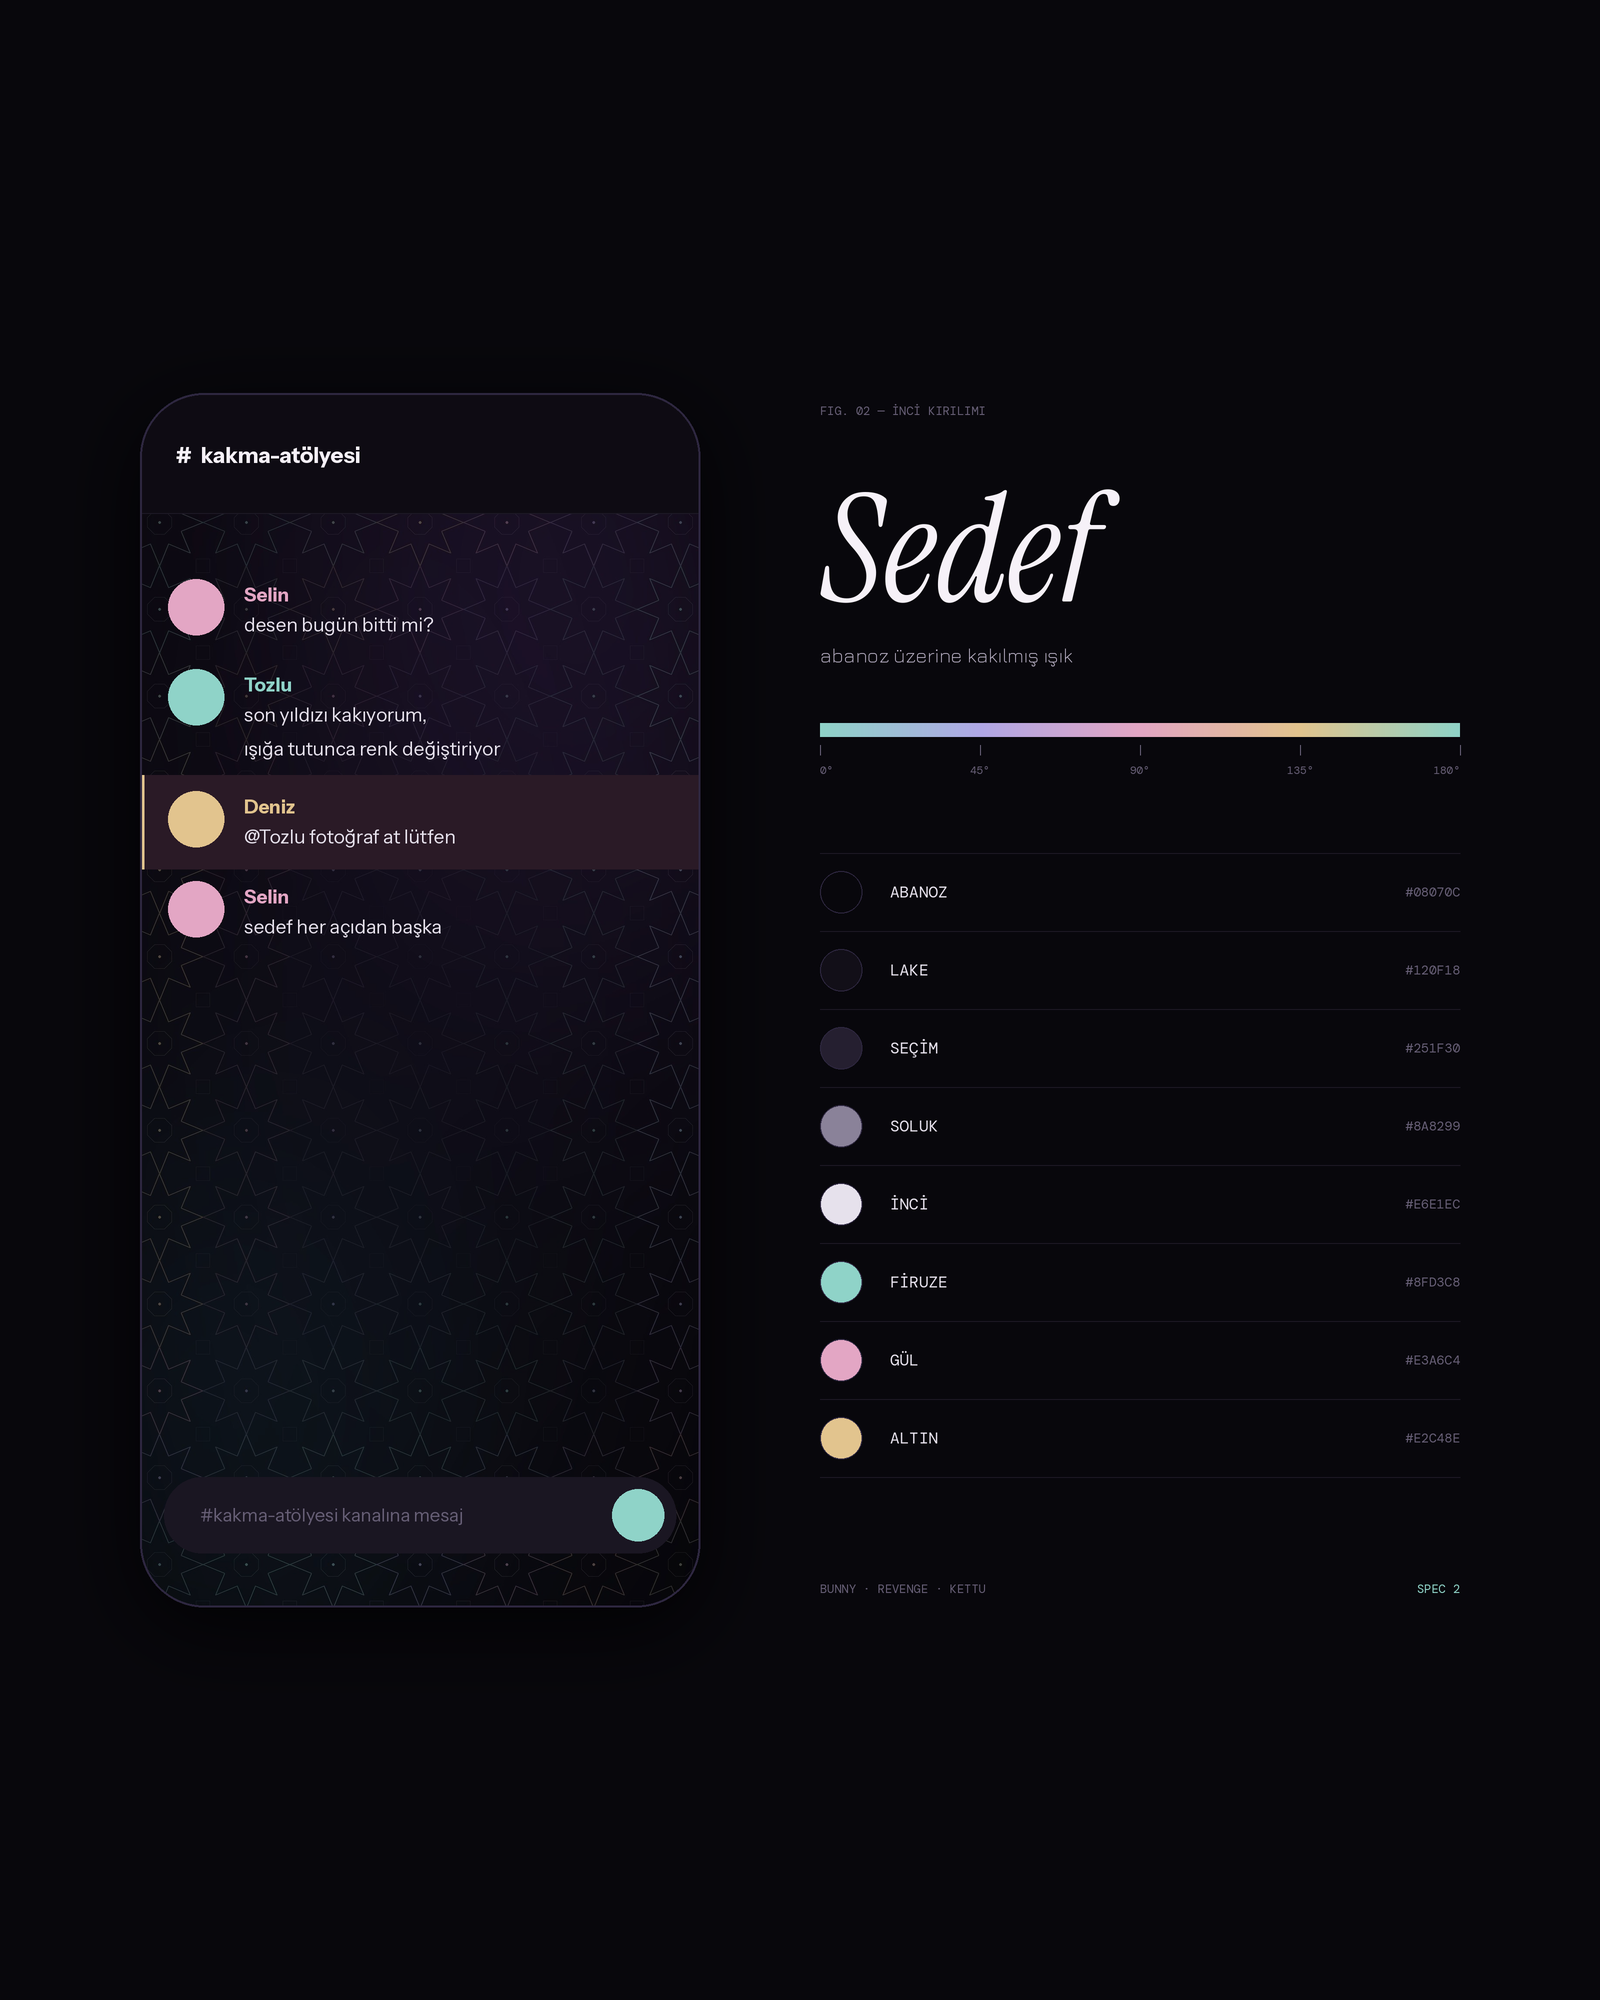 # kakma-atölyesi
Selin
desen bugün bitti mi?
Tozlu
son yıldızı kakıyorum,
ışığa tutunca renk değiştiriyor
Deniz
@Tozlu fotoğraf at lütfen
Selin
sedef her açıdan başka
#kakma-atölyesi kanalına mesaj
FIG. 02 — İNCİ KIRILIMI
Sedef
abanoz üzerine kakılmış ışık
0° 45° 90° 135° 180°
ABANOZ #08070C
LAKE #120F18
SEÇİM #251F30
SOLUK #8A8299
İNCİ #E6E1EC
FİRUZE #8FD3C8
GÜL #E3A6C4
ALTIN #E2C48E
BUNNY · REVENGE · KETTU SPEC 2